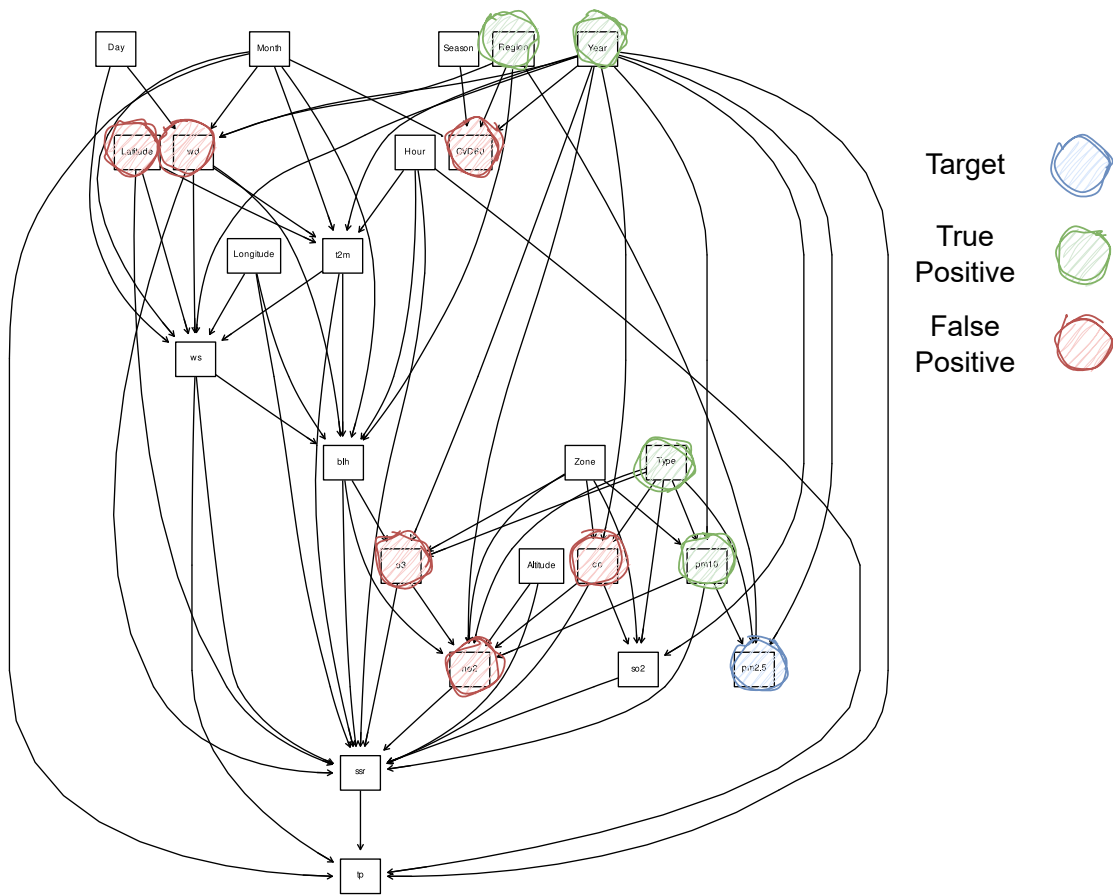 Day
Month
Season
Region
Year
Latitude
wd
Hour
CVD60
Longitude
t2m
ws
blh
Zone
Type
o3
Altitude
co
pm10
no2
so2
pm2.5
ssr
tp
Target
True
Positive
False
Positive